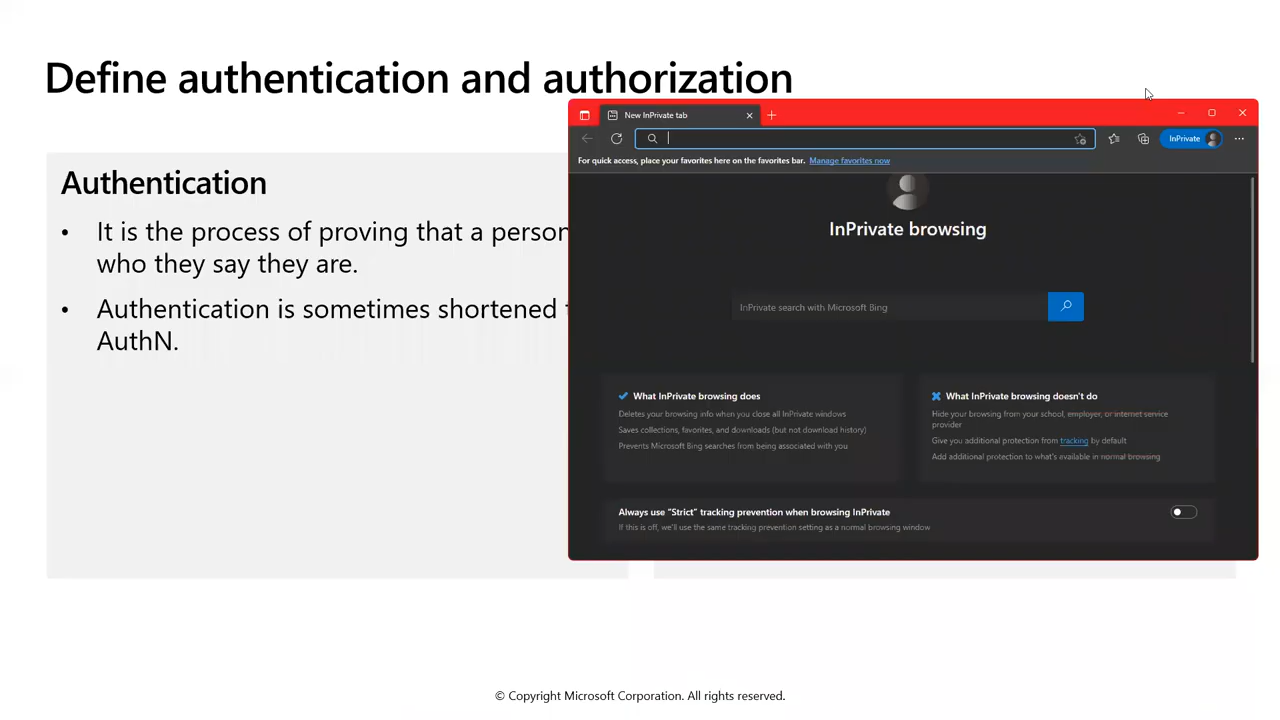 Define authentication and authorization
Authentication
• It is the process of proving that a person
who they say they are.
• Authentication is sometimes shortened
AuthN.
New InPrivate tab
InPrivate
For quick access, place your favorites here on the favorites bar. Manage favorites now
InPrivate browsing
InPrivate search with Microsoft Bing
What InPrivate browsing does
Deletes your browsing info when you close all InPrivate windows
Saves collections, favorites, and downloads (but not download history)
Prevents Microsoft Bing searches from being associated with you
What InPrivate browsing doesn't do
Hide your browsing from your school, employer, or internet service
provider
Give you additional protection from tracking by default
Add additional protection to what's available in normal browsing
Always use "Strict" tracking prevention when browsing InPrivate
If this is off, we'll use the same tracking prevention setting as a normal browsing window
© Copyright Microsoft Corporation. All rights reserved.